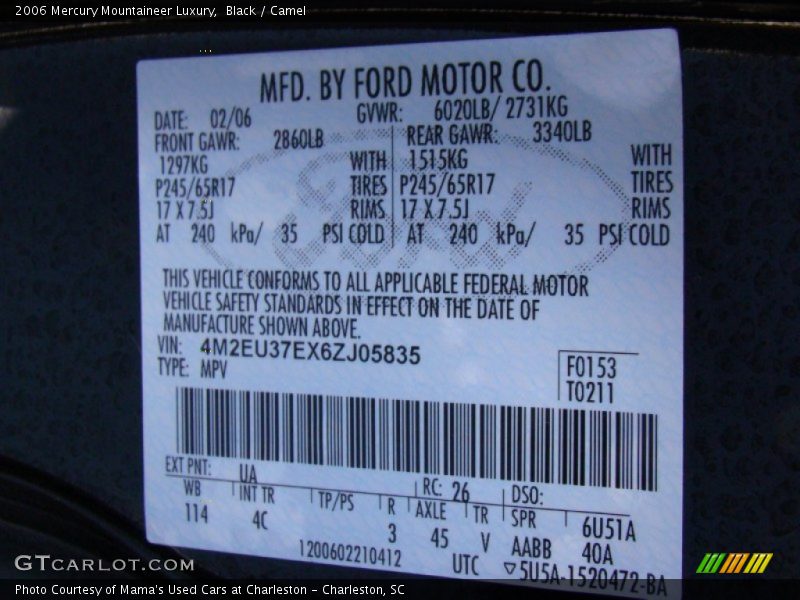 2006 Mercury Mountaineer Luxury, Black / Camel
MFD. BY FORD MOTOR CO.
DATE: 02/06 GVWR: 6020LB/ 2731KG
FRONT GAWR: 2860LB REAR GAWR: 3340LB
1297KG WITH 1515KG WITH
P245/65R17 TIRES P245/65R17 TIRES
17 X 7.5J RIMS 17 X 7.5J RIMS
AT 240 kPa/ 35 PSI COLD AT 240 kPa/ 35 PSI COLD
THIS VEHICLE CONFORMS TO ALL APPLICABLE FEDERAL MOTOR
VEHICLE SAFETY STANDARDS IN EFFECT ON THE DATE OF
MANUFACTURE SHOWN ABOVE.
VIN: 4M2EU37EX6ZJ05835
TYPE: MPV
F0153
T0211
EXT PNT: UA RC: 26 DSO:
WB INT TR TP/PS R AXLE TR SPR 6U51A
114 4C 3 45 V AABB 40A
1200602210412 UTC ▽5U5A-1520472-BA
GTCARLOT.COM
Photo Courtesy of Mama's Used Cars at Charleston - Charleston, SC